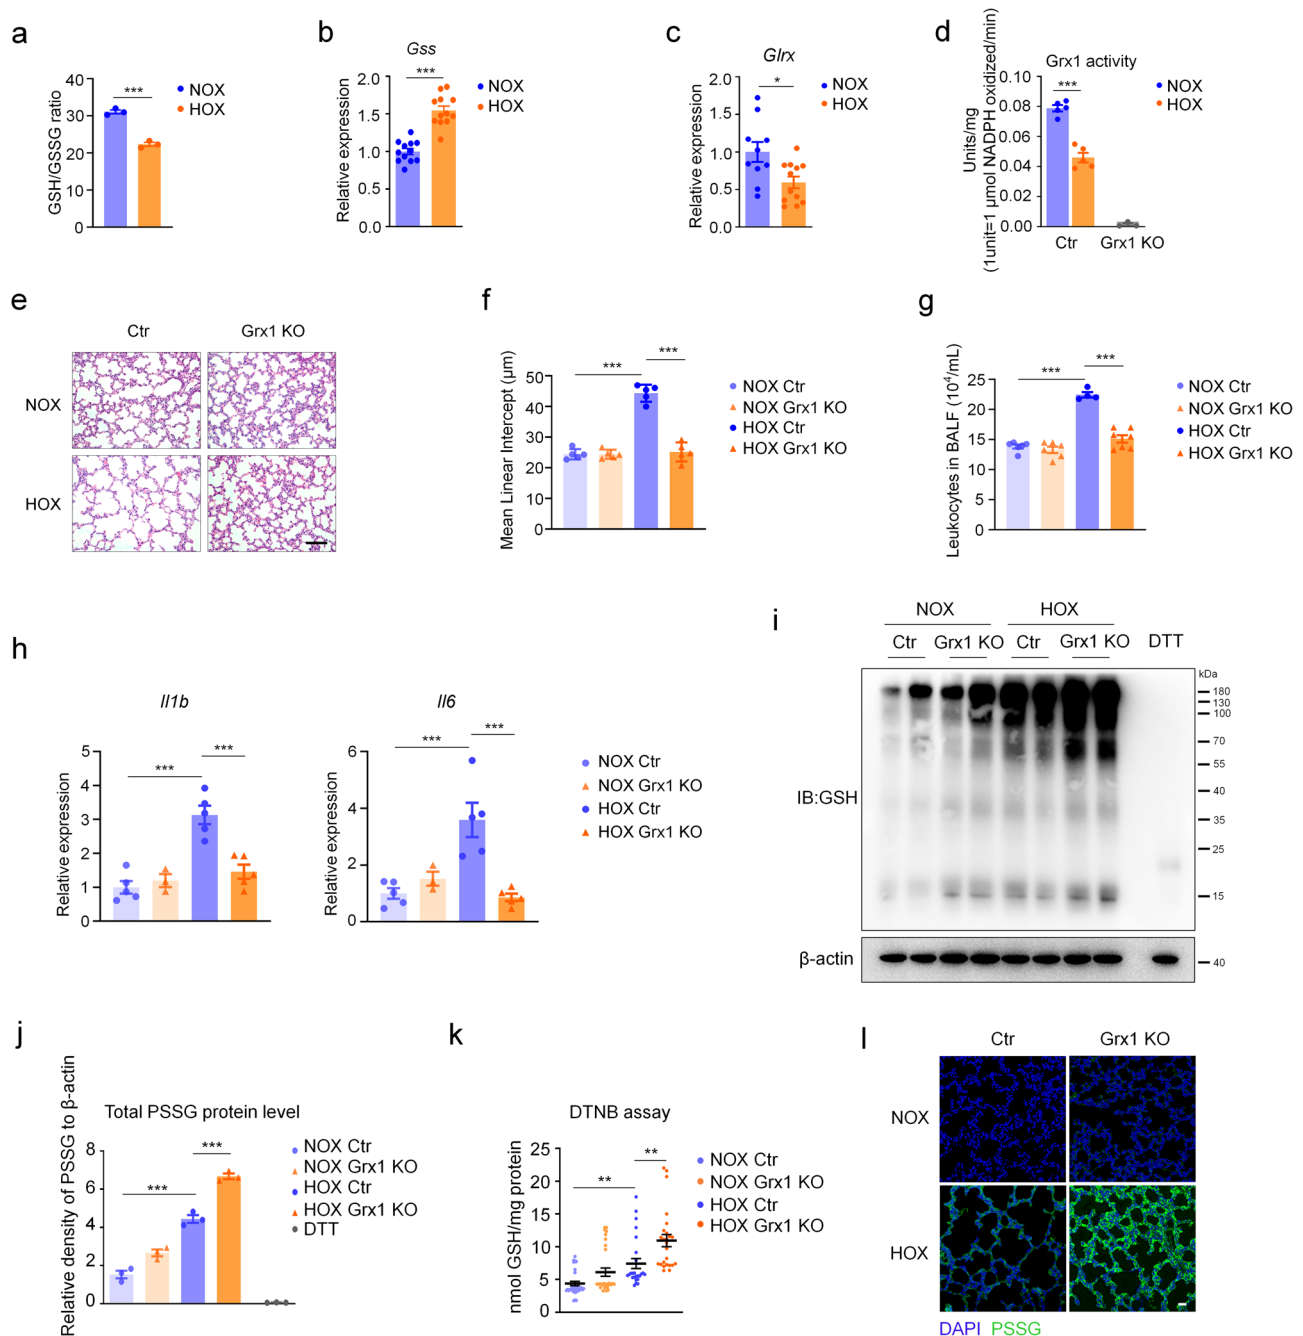 a
GSH/GSSG ratio
40
30
20
10
0
***
NOX
HOX
b
Gss
Relative expression
2.0
1.5
1.0
0.5
0.0
***
NOX
HOX
c
Glrx
Relative expression
2.0
1.5
1.0
0.5
0.0
*
NOX
HOX
d
Grx1 activity
Units/mg
(1unit=1 μmol NADPH oxidized/min)
0.10
0.08
0.06
0.04
0.02
0.00
***
Ctr
Grx1 KO
NOX
HOX
e
Ctr
Grx1 KO
NOX
HOX
f
Mean Linear Intercept (μm)
50
40
30
20
10
0
***
***
NOX Ctr
NOX Grx1 KO
HOX Ctr
HOX Grx1 KO
g
Leukocytes in BALF (10⁴/mL)
25
20
15
10
5
0
***
***
NOX Ctr
NOX Grx1 KO
HOX Ctr
HOX Grx1 KO
h
Il1b
Relative expression
5
4
3
2
1
0
***
***
Il6
Relative expression
6
4
2
0
***
***
NOX Ctr
NOX Grx1 KO
HOX Ctr
HOX Grx1 KO
i
NOX
HOX
Ctr
Grx1 KO
Ctr
Grx1 KO
DTT
kDa
180
130
100
70
55
40
35
25
15
IB:GSH
β-actin
40
j
Total PSSG protein level
Relative density of PSSG to β-actin
8
6
4
2
0
***
***
NOX Ctr
NOX Grx1 KO
HOX Ctr
HOX Grx1 KO
DTT
k
DTNB assay
nmol GSH/mg protein
25
20
15
10
5
0
**
**
NOX Ctr
NOX Grx1 KO
HOX Ctr
HOX Grx1 KO
l
Ctr
Grx1 KO
NOX
HOX
DAPI PSSG